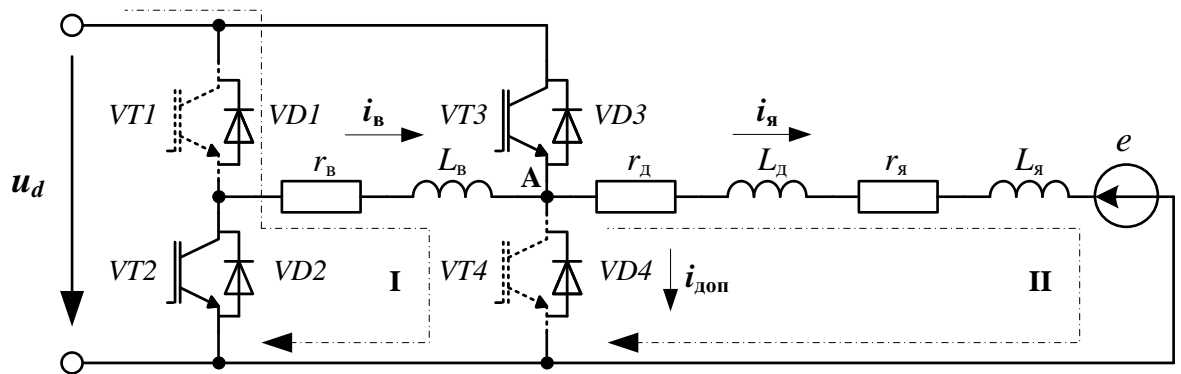 VT1
VD1
i_в
VT3
VD3
i_я
e
u_d
r_в
L_в
A
r_д
L_д
r_я
L_я
VT2
VD2
I
VT4
VD4
i_доп
II